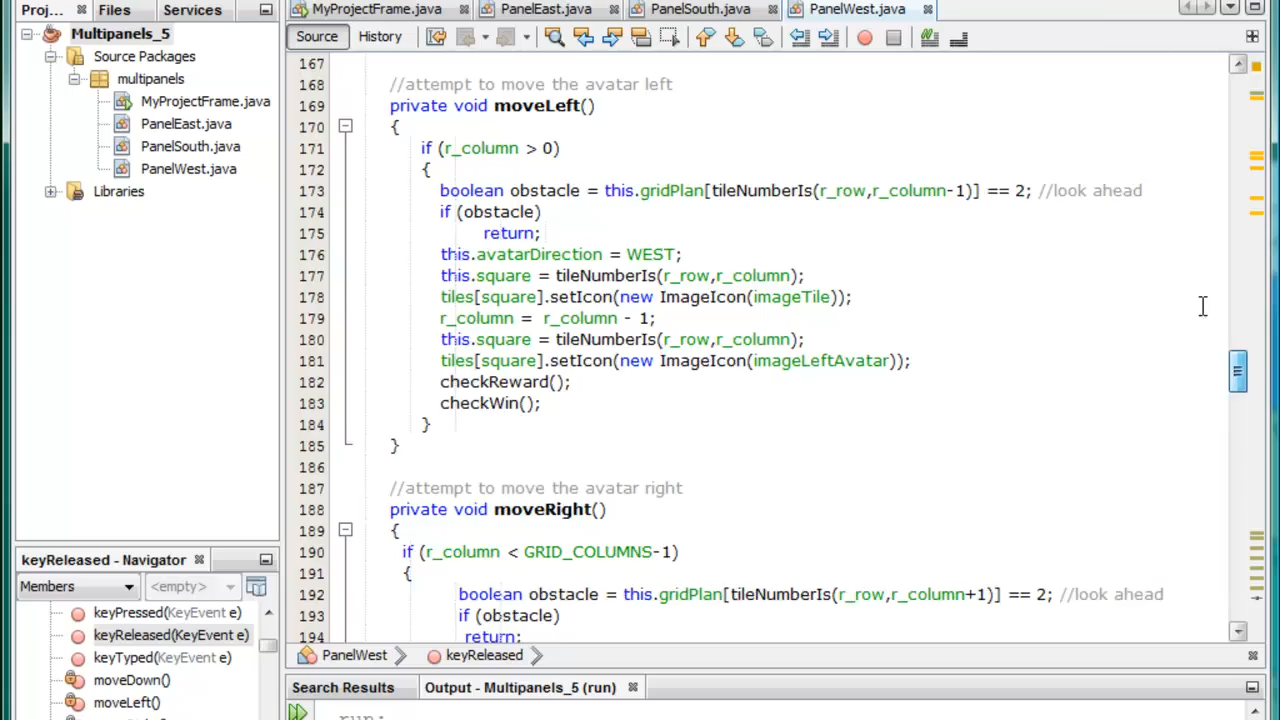 Proj... Files Services
Multipanels_5
Source Packages
multipanels
MyProjectFrame.java
PanelEast.java
PanelSouth.java
PanelWest.java
Libraries
keyReleased - Navigator
Members <empty>
keyPressed(KeyEvent e)
keyReleased(KeyEvent e)
keyTyped(KeyEvent e)
moveDown()
moveLeft()
MyProjectFrame.java PanelEast.java PanelSouth.java PanelWest.java
Source History
167
168 //attempt to move the avatar left
169 private void moveLeft()
170 {
171 if (r_column > 0)
172 {
173 boolean obstacle = this.gridPlan[tileNumberIs(r_row,r_column-1)] == 2; //look ahead
174 if (obstacle)
175 return;
176 this.avatarDirection = WEST;
177 this.square = tileNumberIs(r_row,r_column);
178 tiles[square].setIcon(new ImageIcon(imageTile));
179 r_column = r_column - 1;
180 this.square = tileNumberIs(r_row,r_column);
181 tiles[square].setIcon(new ImageIcon(imageLeftAvatar));
182 checkReward();
183 checkWin();
184 }
185 }
186
187 //attempt to move the avatar right
188 private void moveRight()
189 {
190 if (r_column < GRID_COLUMNS-1)
191 {
192 boolean obstacle = this.gridPlan[tileNumberIs(r_row,r_column+1)] == 2; //look ahead
193 if (obstacle)
194 return;
PanelWest keyReleased
Search Results Output - Multipanels_5 (run)
run: